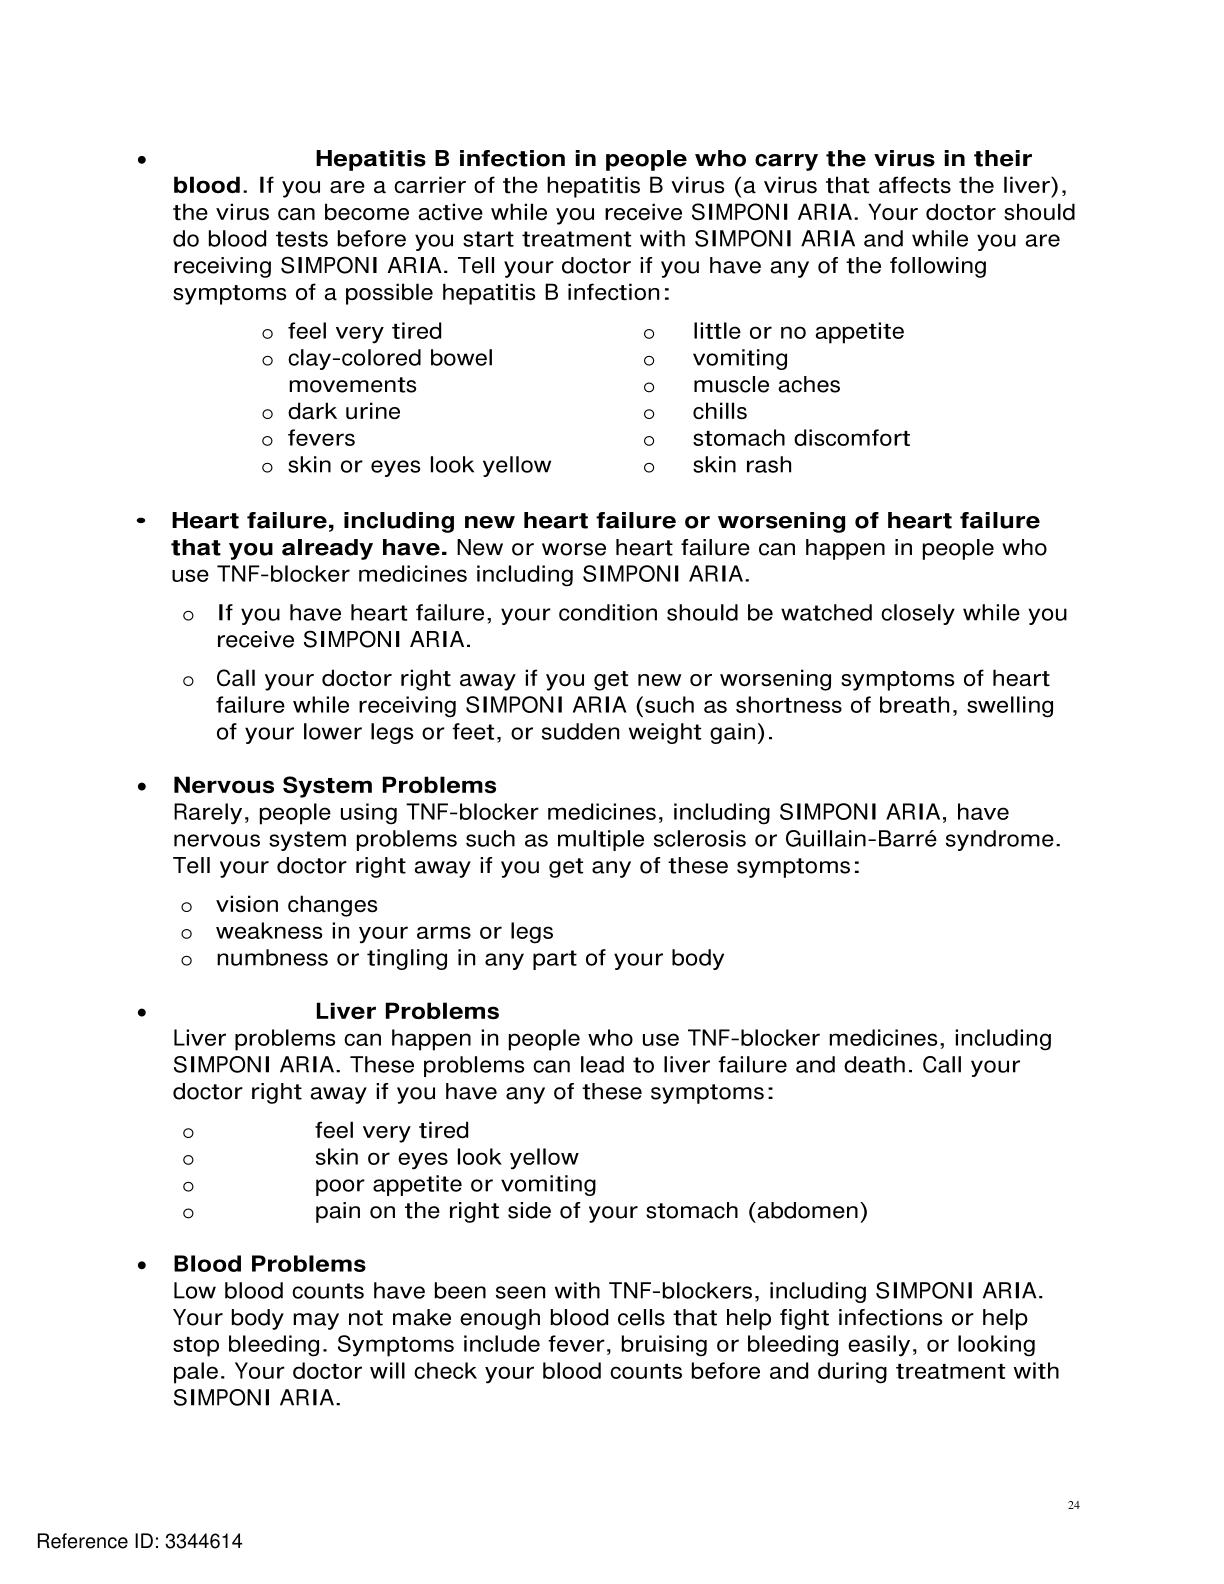 • Hepatitis B infection in people who carry the virus in their
blood. If you are a carrier of the hepatitis B virus (a virus that affects the liver),
the virus can become active while you receive SIMPONI ARIA. Your doctor should
do blood tests before you start treatment with SIMPONI ARIA and while you are
receiving SIMPONI ARIA. Tell your doctor if you have any of the following
symptoms of a possible hepatitis B infection:
o feel very tired
o clay-colored bowel
movements
o dark urine
o fevers
o skin or eyes look yellow
o little or no appetite
o vomiting
o muscle aches
o chills
o stomach discomfort
o skin rash
• Heart failure, including new heart failure or worsening of heart failure
that you already have. New or worse heart failure can happen in people who
use TNF-blocker medicines including SIMPONI ARIA.
o If you have heart failure, your condition should be watched closely while you
receive SIMPONI ARIA.
o Call your doctor right away if you get new or worsening symptoms of heart
failure while receiving SIMPONI ARIA (such as shortness of breath, swelling
of your lower legs or feet, or sudden weight gain).
• Nervous System Problems
Rarely, people using TNF-blocker medicines, including SIMPONI ARIA, have
nervous system problems such as multiple sclerosis or Guillain-Barré syndrome.
Tell your doctor right away if you get any of these symptoms:
o vision changes
o weakness in your arms or legs
o numbness or tingling in any part of your body
• Liver Problems
Liver problems can happen in people who use TNF-blocker medicines, including
SIMPONI ARIA. These problems can lead to liver failure and death. Call your
doctor right away if you have any of these symptoms:
o feel very tired
o skin or eyes look yellow
o poor appetite or vomiting
o pain on the right side of your stomach (abdomen)
• Blood Problems
Low blood counts have been seen with TNF-blockers, including SIMPONI ARIA.
Your body may not make enough blood cells that help fight infections or help
stop bleeding. Symptoms include fever, bruising or bleeding easily, or looking
pale. Your doctor will check your blood counts before and during treatment with
SIMPONI ARIA.
24
Reference ID: 3344614